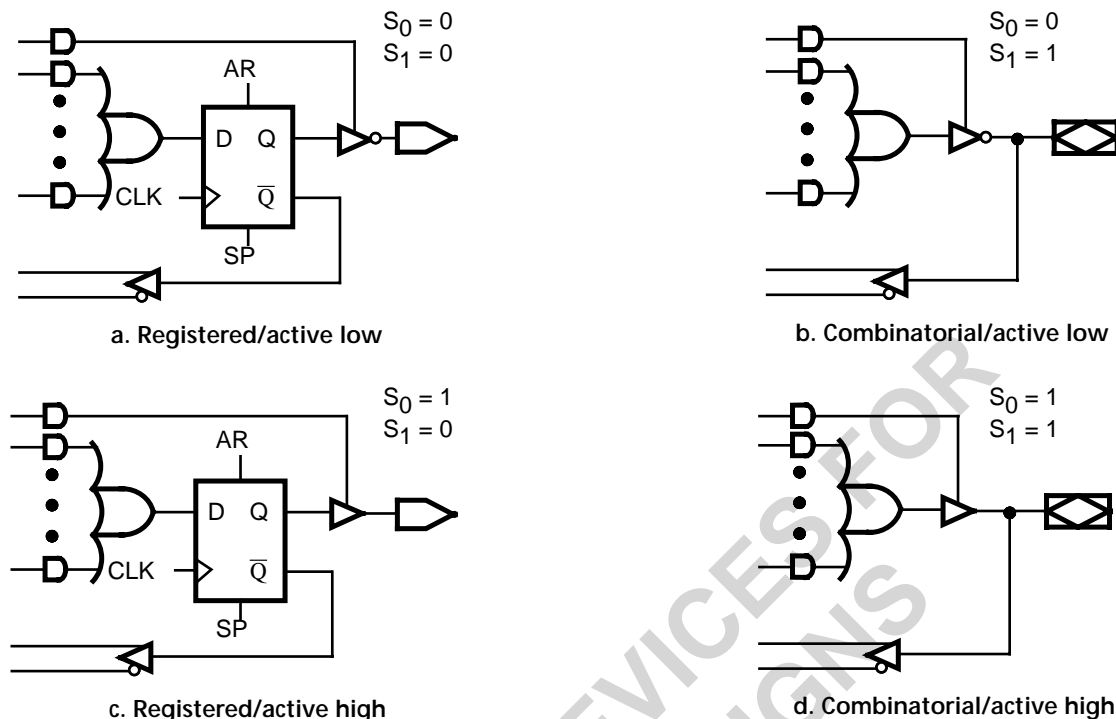 S0 = 0
S1 = 0
AR
D Q
CLK Q̅
SP
a. Registered/active low
S0 = 0
S1 = 1
b. Combinatorial/active low
S0 = 1
S1 = 0
AR
D Q
CLK Q̅
SP
c. Registered/active high
S0 = 1
S1 = 1
d. Combinatorial/active high
FOR